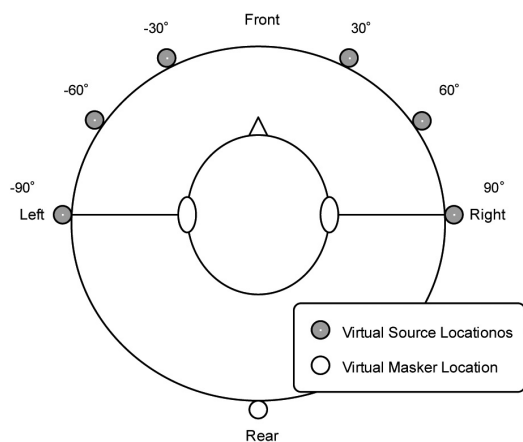 Front
-30°
30°
-60°
60°
-90°
90°
Left
Right
Virtual Source Locationos
Virtual Masker Location
Rear